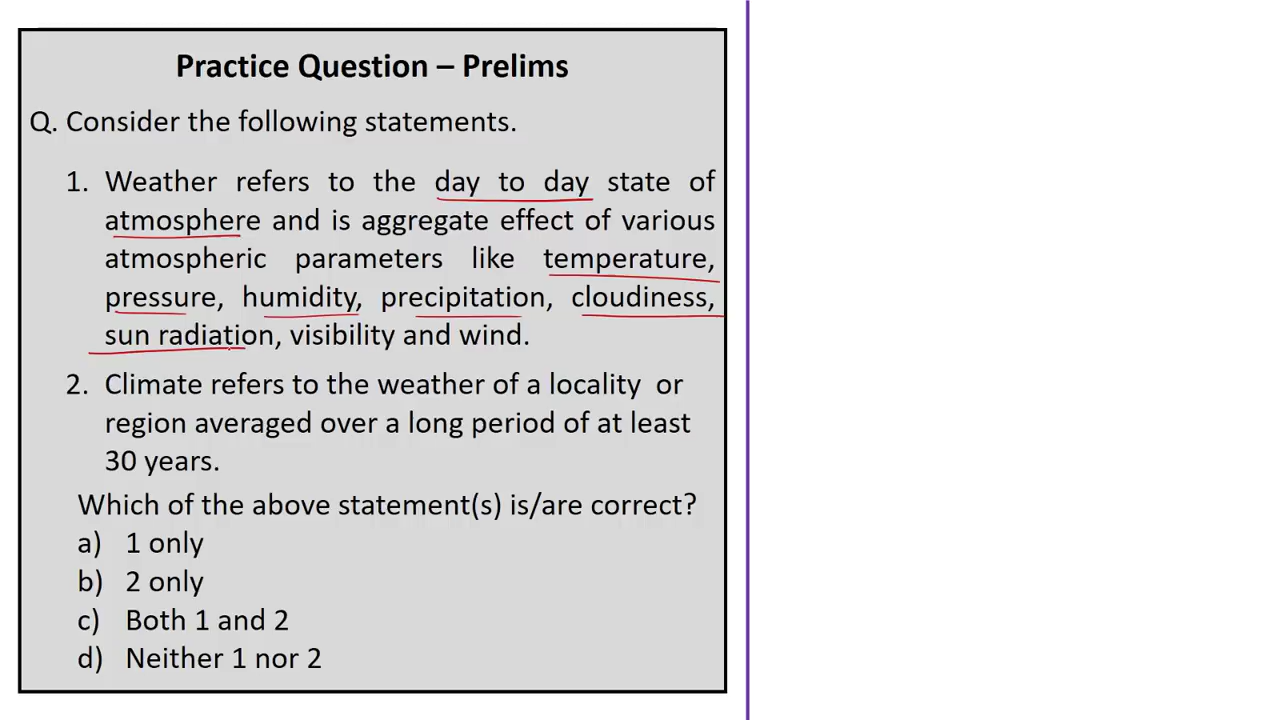 Practice Question – Prelims
Q. Consider the following statements.
1. Weather refers to the day to day state of
atmosphere and is aggregate effect of various
atmospheric parameters like temperature,
pressure, humidity, precipitation, cloudiness,
sun radiation, visibility and wind.
2. Climate refers to the weather of a locality or
region averaged over a long period of at least
30 years.
Which of the above statement(s) is/are correct?
a) 1 only
b) 2 only
c) Both 1 and 2
d) Neither 1 nor 2